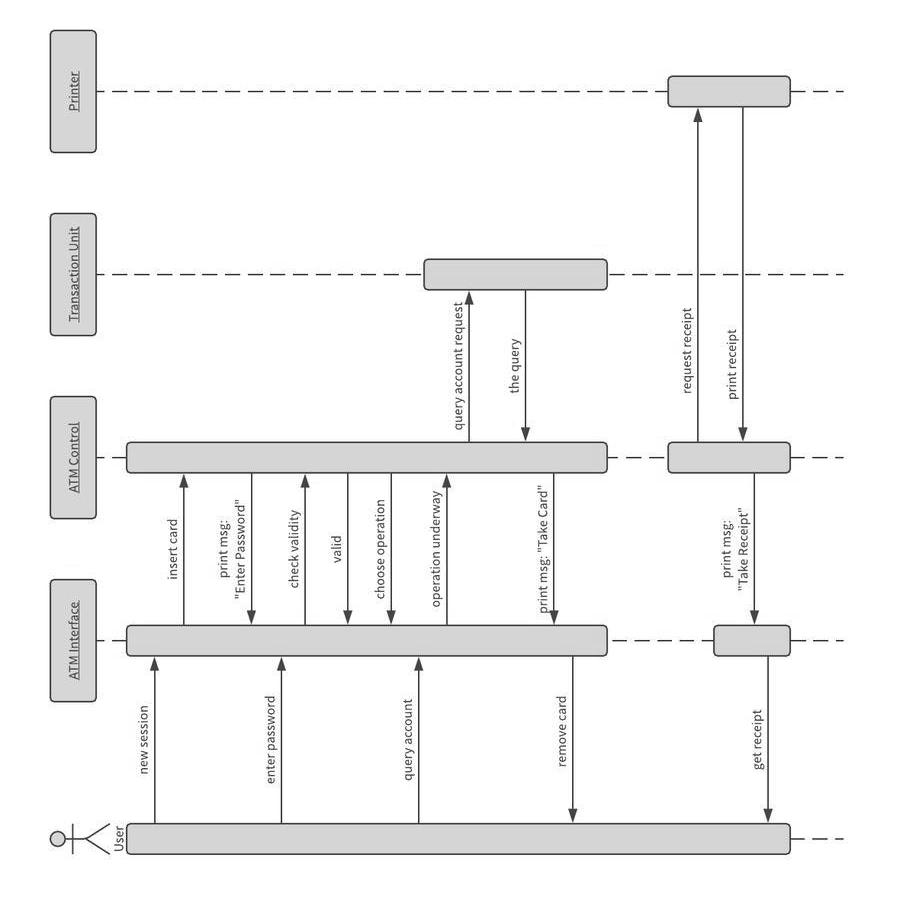 Printer
Transaction Unit
ATM Control
ATM Interface
User
new session
insert card
print msg:
"Enter Password"
enter password
check validity
valid
choose operation
query account
operation underway
query account request
the query
print msg: "Take Card"
remove card
request receipt
print receipt
print msg:
"Take Receipt"
get receipt